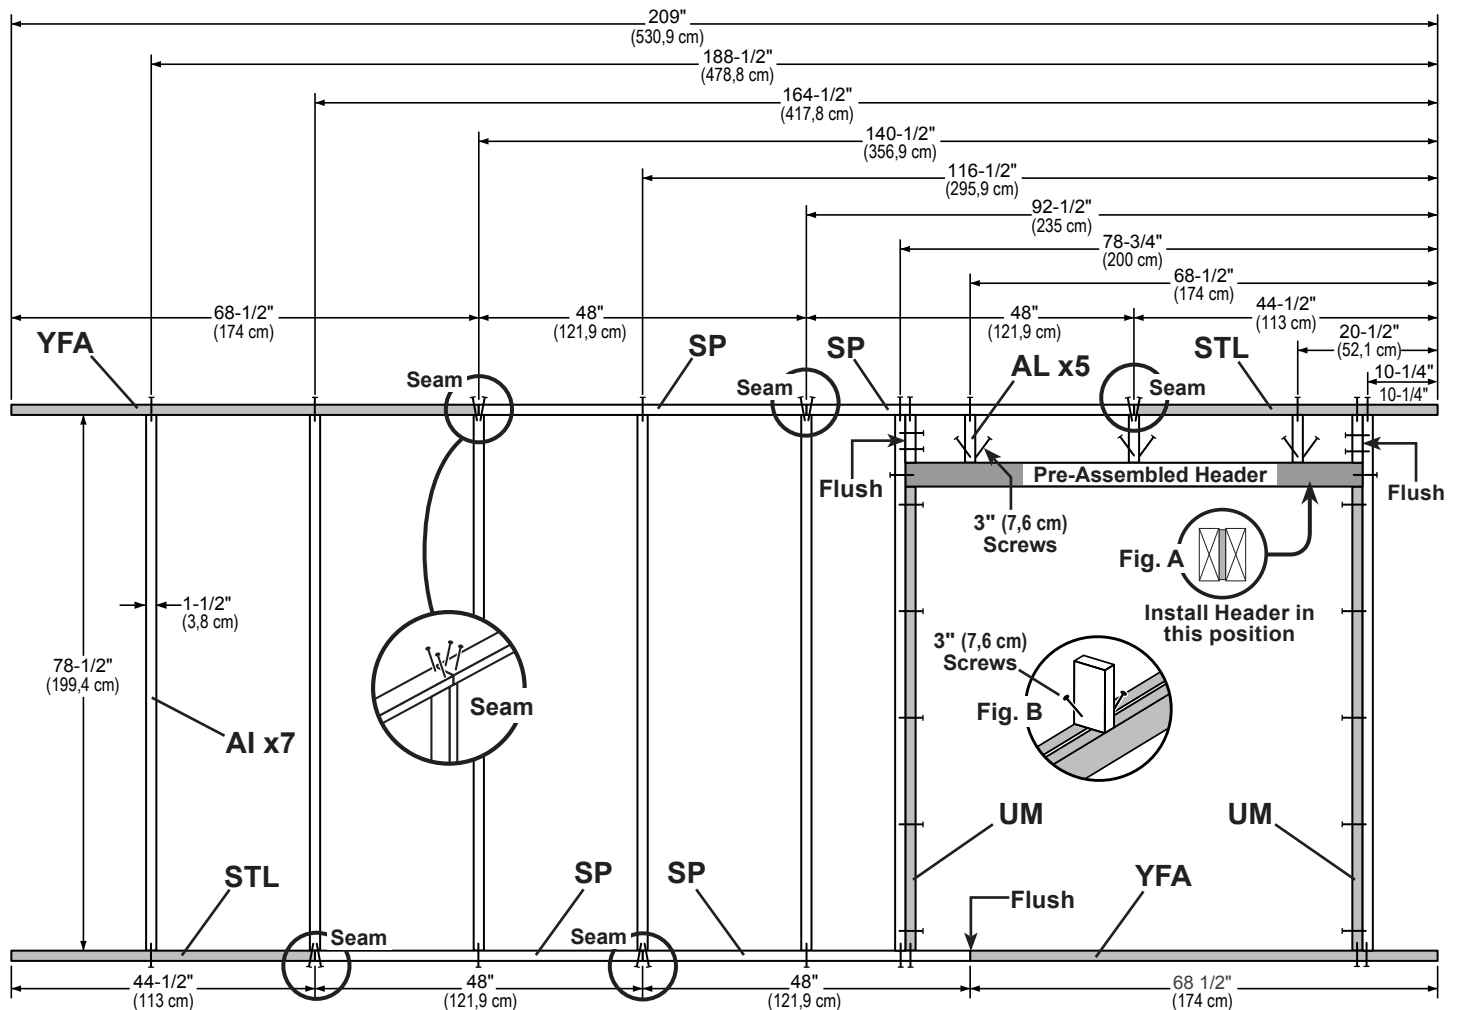 209"
(530,9 cm)
188-1/2"
(478,8 cm)
164-1/2"
(417,8 cm)
140-1/2"
(356,9 cm)
116-1/2"
(295,9 cm)
92-1/2"
(235 cm)
78-3/4"
(200 cm)
68-1/2"
(174 cm)
68-1/2"
(174 cm)
48"
(121,9 cm)
48"
(121,9 cm)
44-1/2"
(113 cm)
20-1/2"
(52,1 cm)
10-1/4"
10-1/4"
YFA
SP
SP
AL x5
STL
Seam
Seam
Seam
Flush
Pre-Assembled Header
Flush
3" (7,6 cm)
Screws
Fig. A
Install Header in
this position
1-1/2"
(3,8 cm)
78-1/2"
(199,4 cm)
Seam
3" (7,6 cm)
Screws
Fig. B
AI x7
UM
UM
STL
SP
SP
YFA
Flush
Seam
Seam
44-1/2"
(113 cm)
48"
(121,9 cm)
48"
(121,9 cm)
68 1/2"
(174 cm)